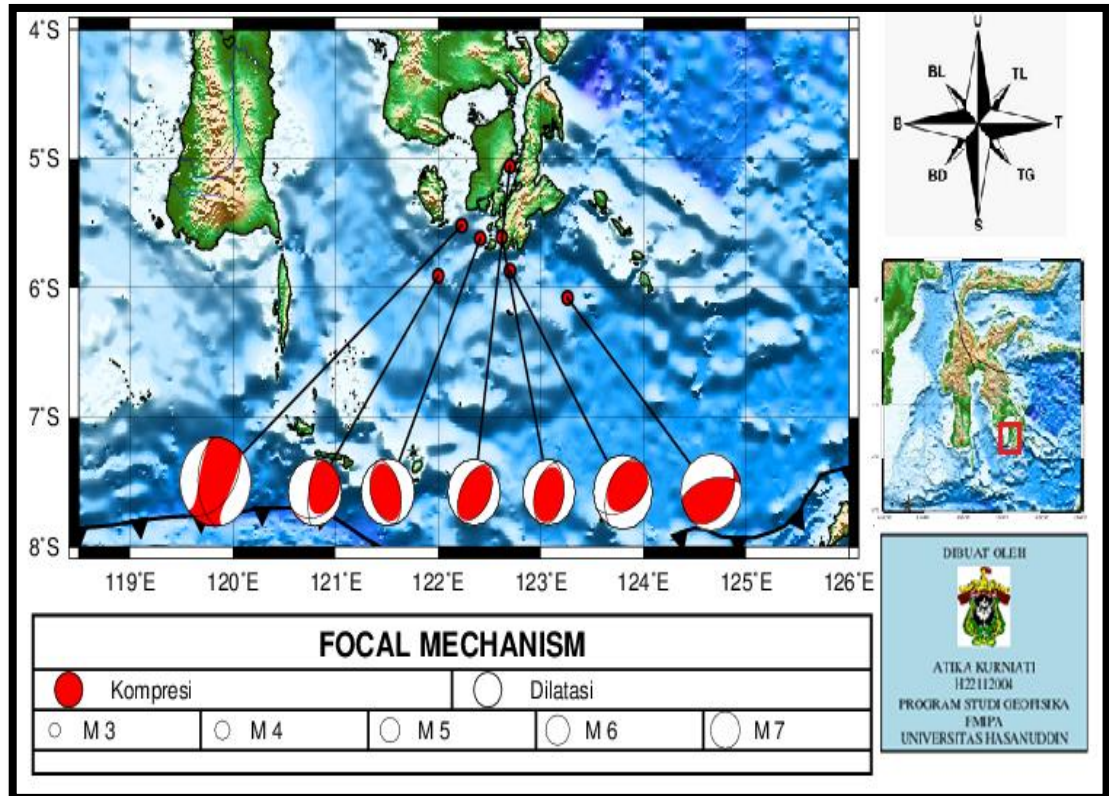 4°S
5°S
6°S
7°S
8°S
119°E
120°E
121°E
122°E
123°E
124°E
125°E
126°E
U
BL
TL
B
T
BD
TG
S
FOCAL MECHANISM
Kompresi
Dilatasi
M 3
M 4
M 5
M 6
M 7
DIBUAT OLEH
ATIKA KURNIATI
H22112004
PROGRAM STUDI GEOFISIKA
FMIPA
UNIVERSITAS HASANUDDIN